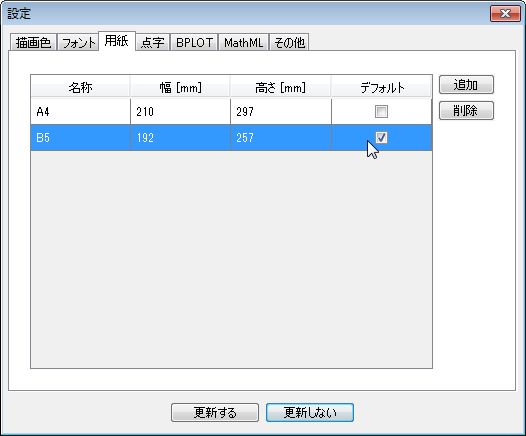 設定
描画色 フォント 用紙 点字 BPLOT MathML その他
名称 幅 [mm] 高さ [mm] デフォルト
追加
A4 210 297
削除
B5 192 257
更新する 更新しない